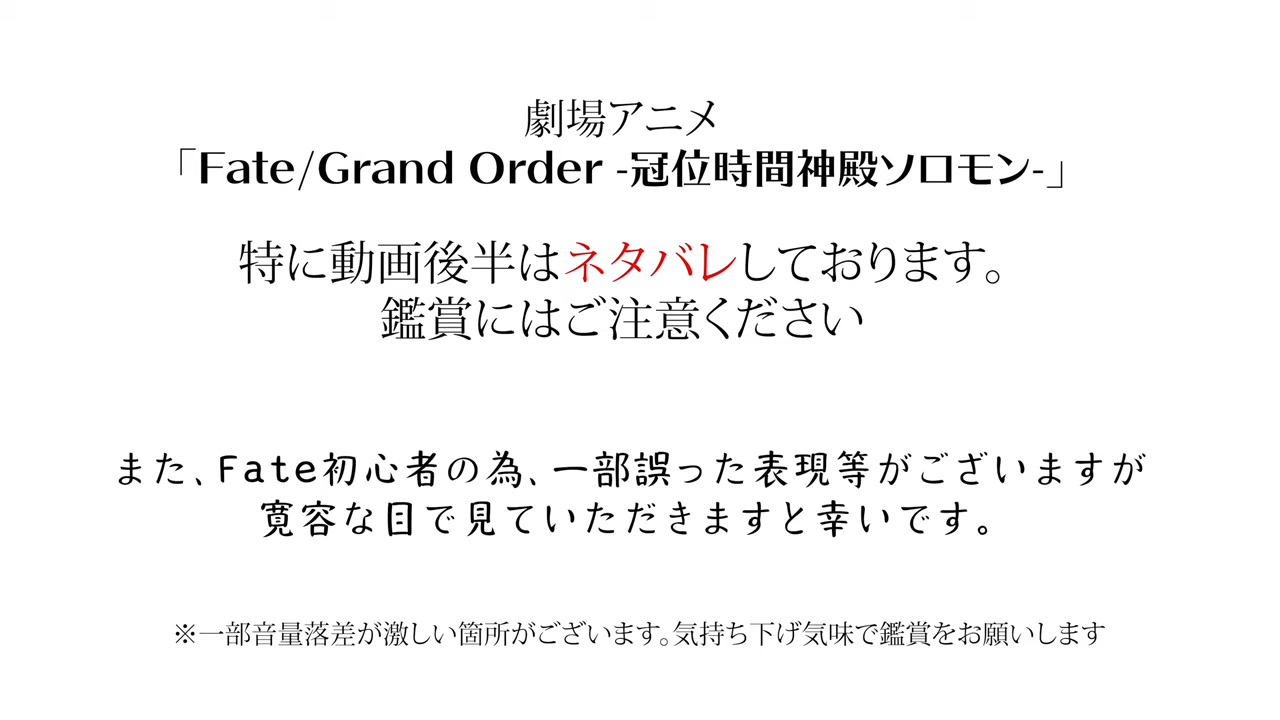 劇場アニメ
「Fate/Grand Order -冠位時間神殿ソロモン-」
特に動画後半はネタバレしております。
鑑賞にはご注意ください
また、Fate初心者の為、一部誤った表現等がございますが
寛容な目で見ていただきますと幸いです。
※一部音量落差が激しい箇所がございます。気持ち下げ気味で鑑賞をお願いします